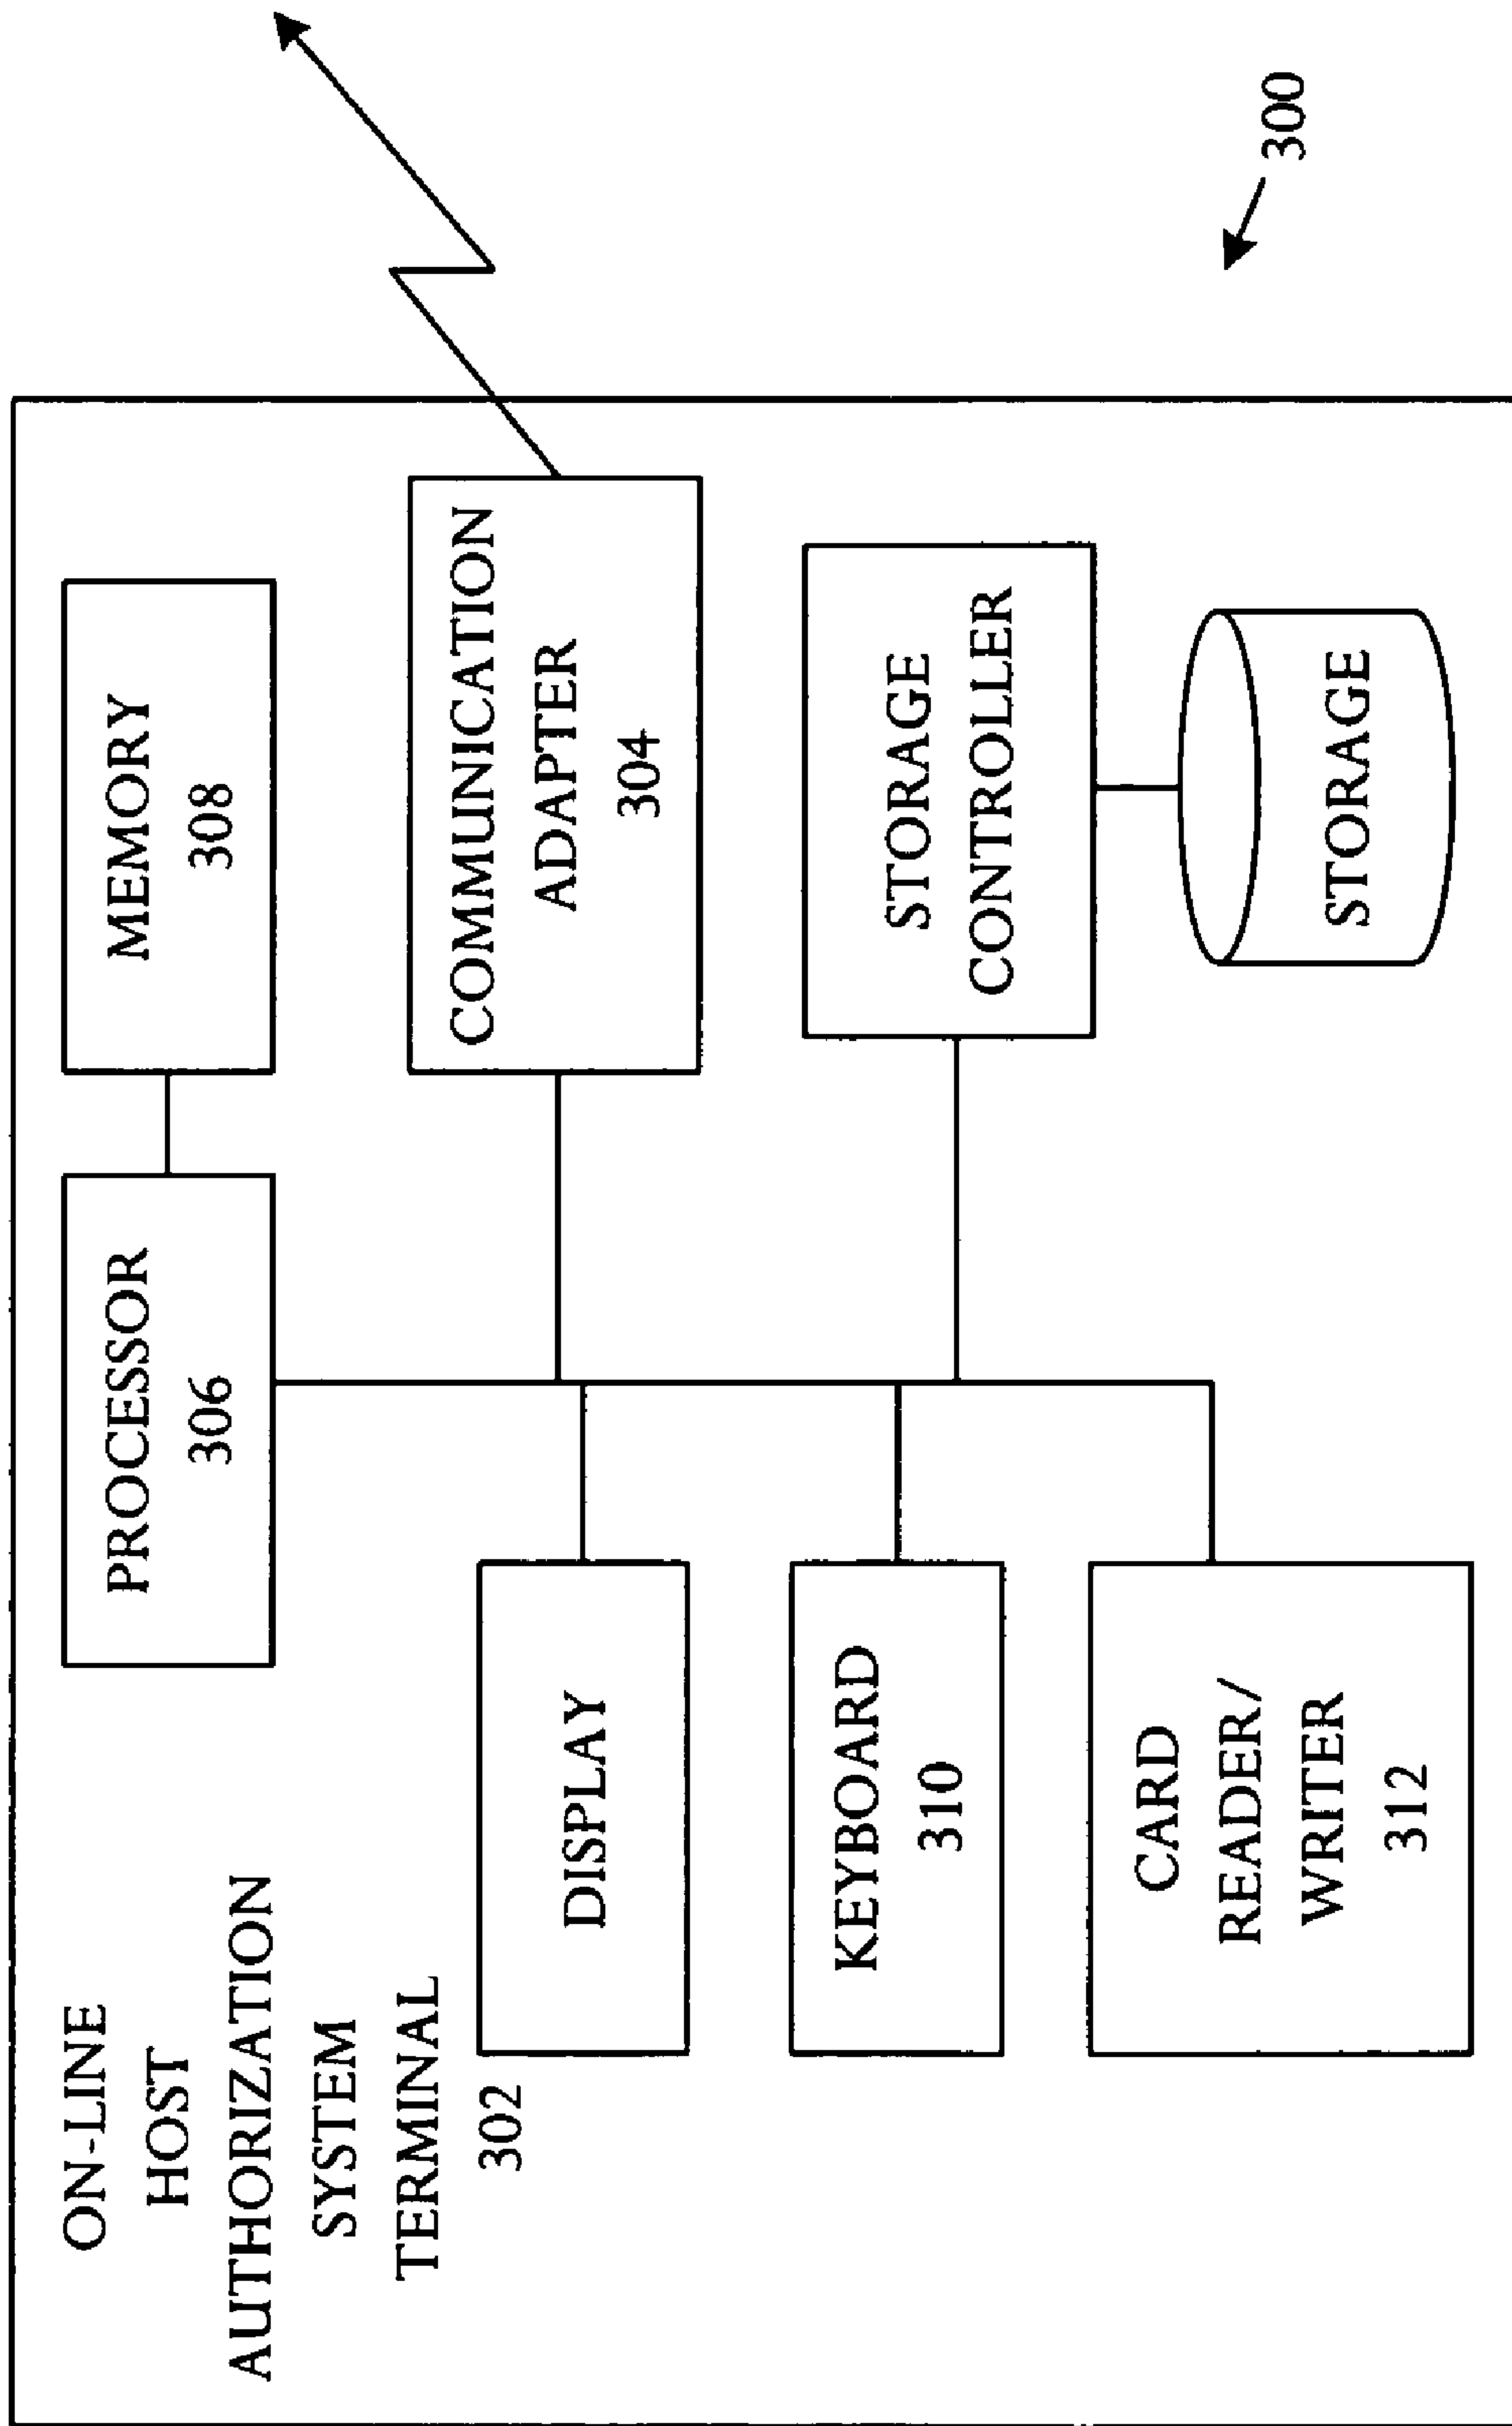 ON-LINE
HOST
AUTHORIZATION
SYSTEM
TERMINAL
302
PROCESSOR
306
MEMORY
308
DISPLAY
COMMUNICATION
ADAPTER
304
KEYBOARD
310
STORAGE
CONTROLLER
CARD
READER/
WRITER
312
STORAGE
300